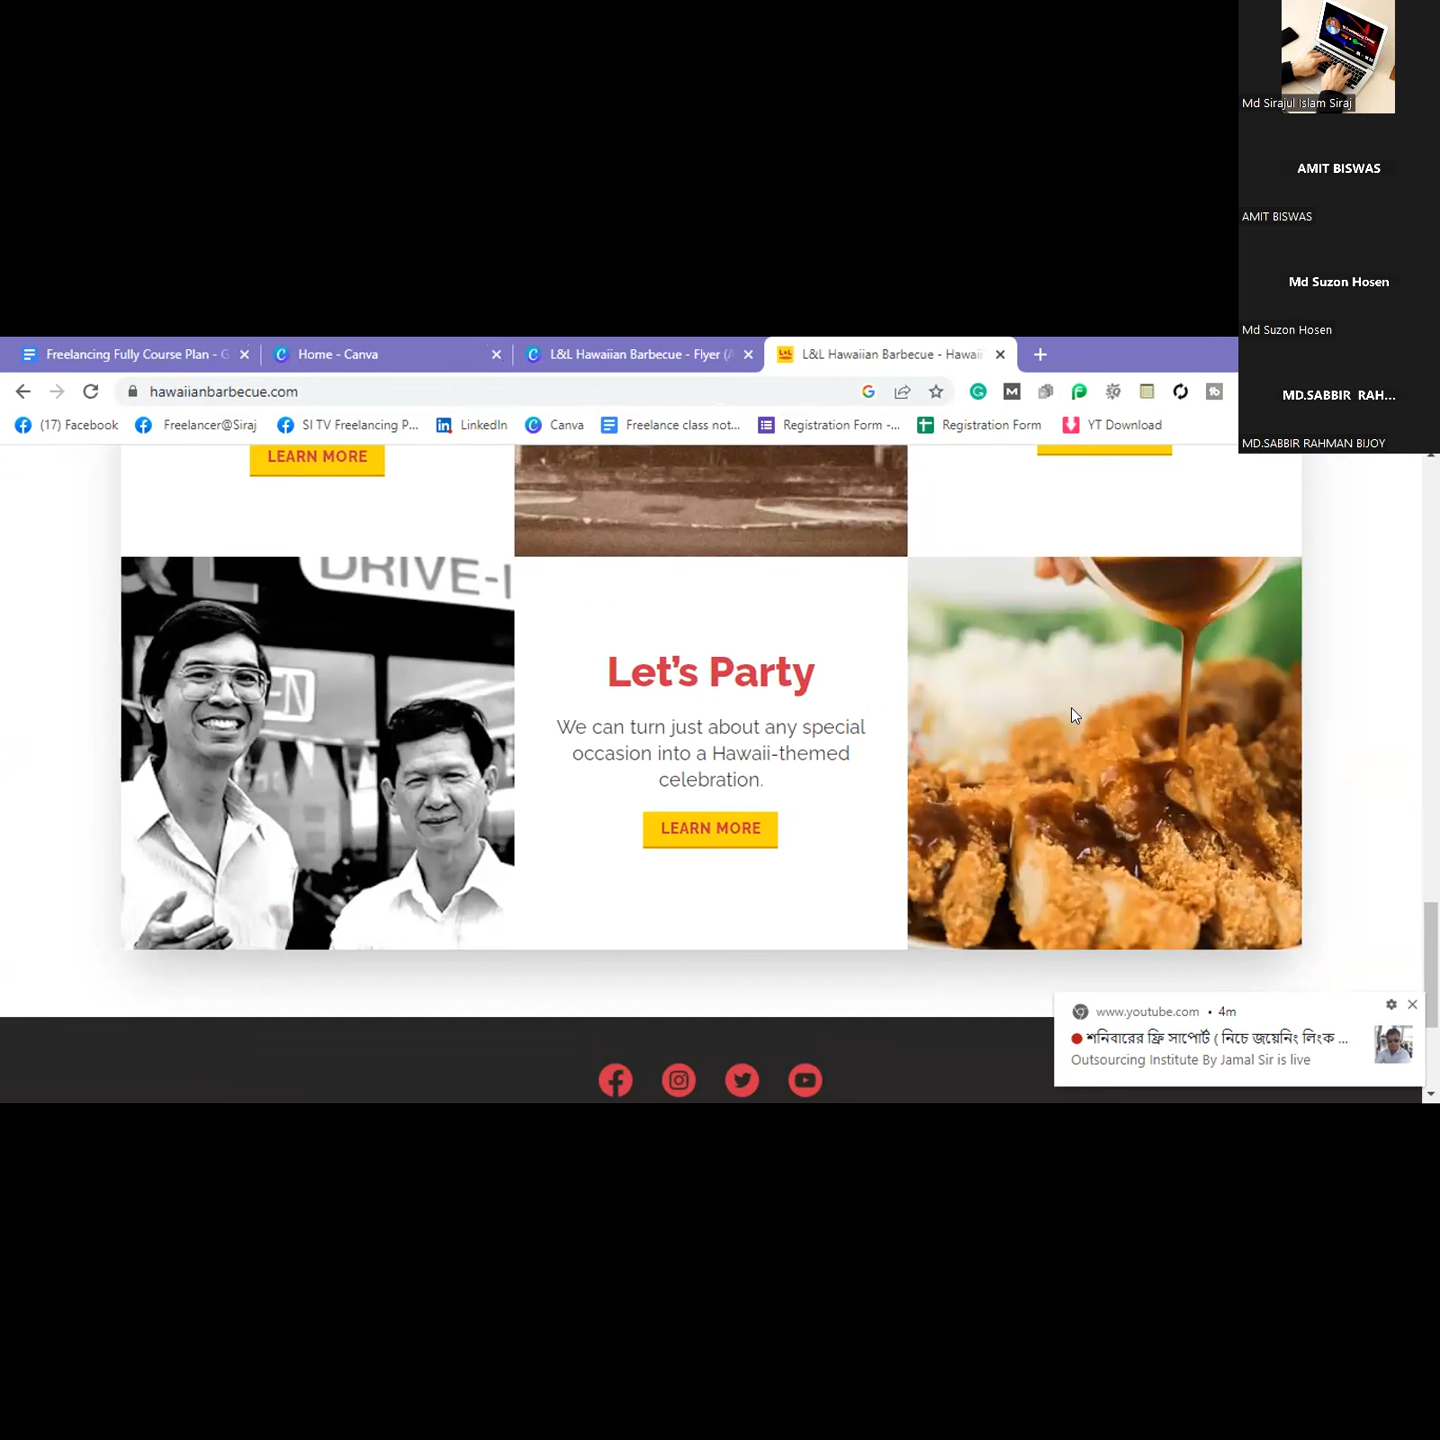 Md Sirajul Islam Siraj
AMIT BISWAS
AMIT BISWAS
Md Suzon Hosen
Md Suzon Hosen
MD.SABBIR RAH...
MD.SABBIR RAHMAN BIJOY
Freelancing Fully Course Plan - G
Home - Canva
L&L Hawaiian Barbecue - Flyer (A
L&L Hawaiian Barbecue - Hawaii
hawaiianbarbecue.com
(17) Facebook
Freelancer@Siraj
SI TV Freelancing P...
LinkedIn
Canva
Freelance class not...
Registration Form -...
Registration Form
YT Download
LEARN MORE
DRIVE-I
EN
Let's Party
We can turn just about any special
occasion into a Hawaii-themed
celebration.
LEARN MORE
www.youtube.com • 4m
শনিবারের ফ্রি সাপোর্ট ( নিচে জয়েনিং লিংক ...
Outsourcing Institute By Jamal Sir is live